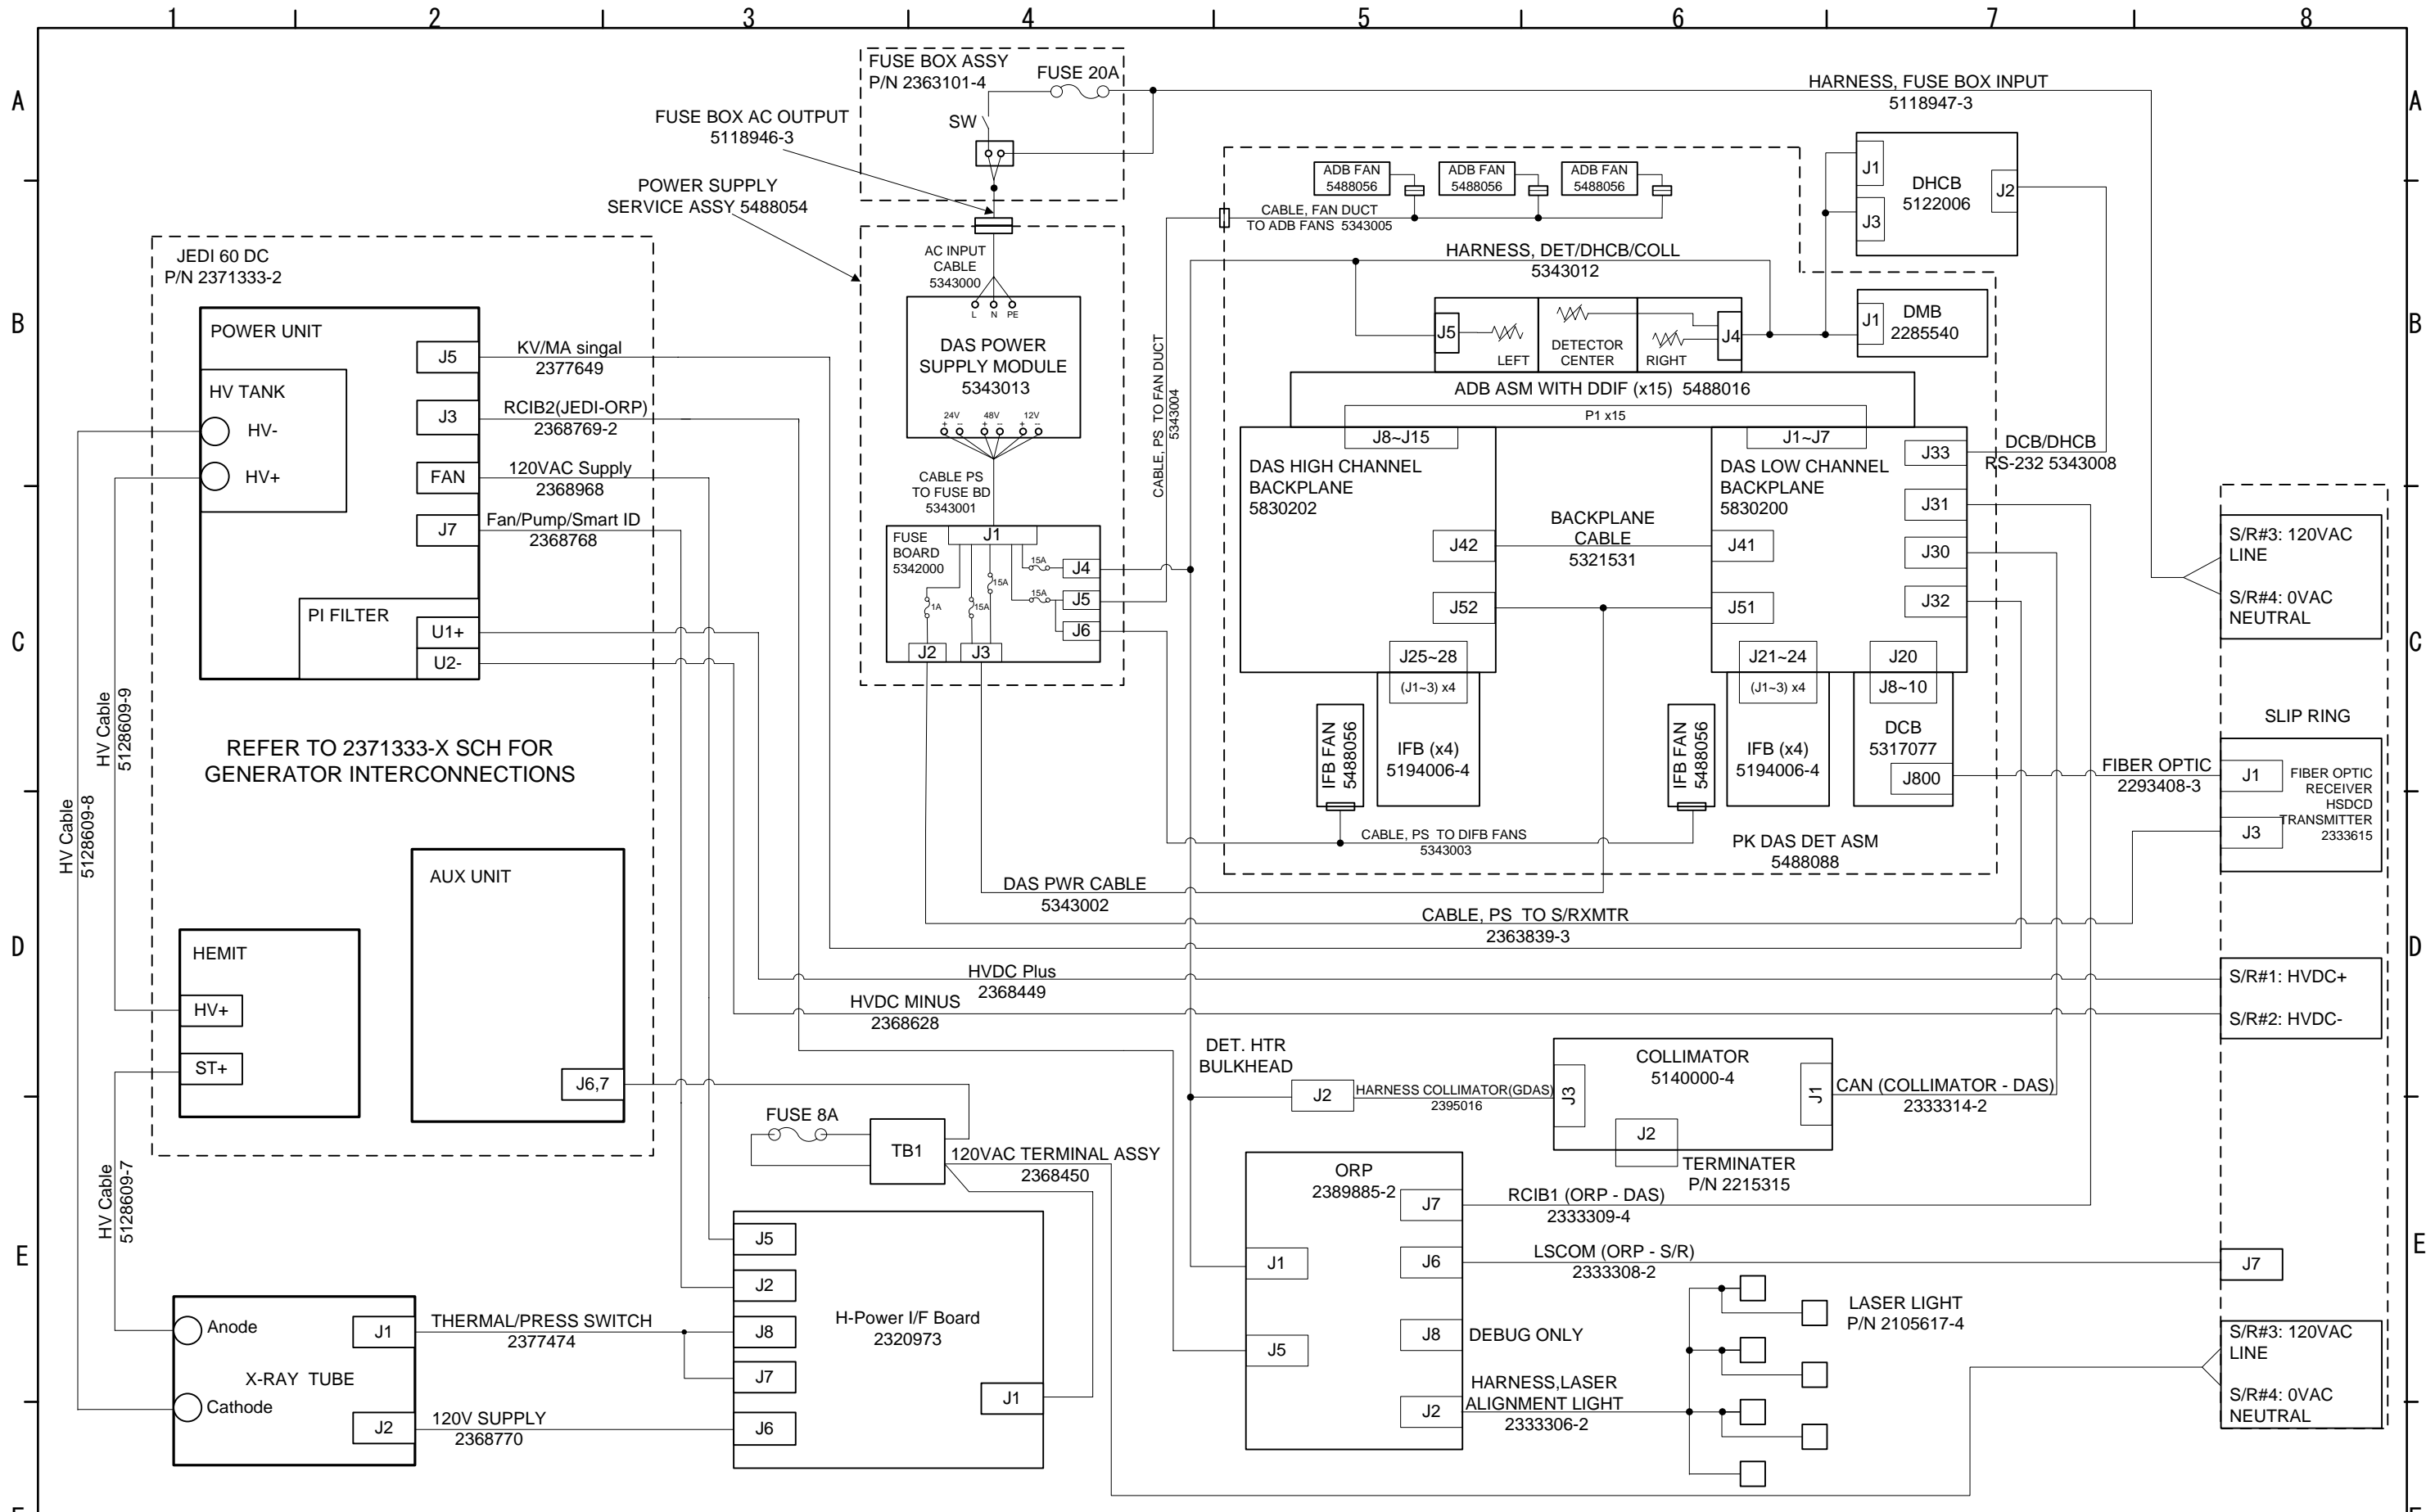 1 2 3 4 5 6 7 8
A
A
FUSE BOX ASSY
P/N 2363101-4
FUSE 20A
SW
HARNESS, FUSE BOX INPUT
5118947-3
FUSE BOX AC OUTPUT
5118946-3
POWER SUPPLY
SERVICE ASSY 5488054
ADB FAN
5488056
ADB FAN
5488056
ADB FAN
5488056
CABLE, FAN DUCT
TO ADB FANS 5343005
J1
J3
DHCB
5122006
J2
B
B
JEDI 60 DC
P/N 2371333-2
POWER UNIT
HV TANK
HV-
HV+
J5
J3
FAN
J7
PI FILTER
U1+
U2-
KV/MA singal
2377649
RCIB2(JEDI-ORP)
2368769-2
120VAC Supply
2368968
Fan/Pump/Smart ID
2368768
AC INPUT
CABLE
5343000
L N PE
DAS POWER
SUPPLY MODULE
5343013
24V 48V 12V
+ − + − + −
CABLE PS
TO FUSE BD
5343001
CABLE, PS TO FAN DUCT
5343004
HARNESS, DET/DHCB/COLL
5343012
J5
LEFT
DETECTOR
CENTER
RIGHT
J4
J1
DMB
2285540
ADB ASM WITH DDIF (x15) 5488016
P1 x15
J8~J15
J1~J7
DAS HIGH CHANNEL
BACKPLANE
5830202
DAS LOW CHANNEL
BACKPLANE
5830200
J33
J31
J30
J32
DCB/DHCB
RS-232 5343008
J42
J52
BACKPLANE
CABLE
5321531
J41
J51
J25~28
(J1~3) x4
J21~24
(J1~3) x4
J20
J8~10
C
C
FUSE
BOARD
5342000
J1
15A
15A
1A
15A
15A
J4
J5
J6
J2
J3
S/R#3: 120VAC
LINE
S/R#4: 0VAC
NEUTRAL
SLIP RING
HV Cable
5128609-9
HV Cable
5128609-8
REFER TO 2371333-X SCH FOR
GENERATOR INTERCONNECTIONS
IFB FAN
5488056
IFB (x4)
5194006-4
IFB FAN
5488056
IFB (x4)
5194006-4
DCB
5317077
J800
FIBER OPTIC
2293408-3
J1
J3
FIBER OPTIC
RECEIVER
HSDCD
TRANSMITTER
2333615
CABLE, PS TO DIFB FANS
5343003
PK DAS DET ASM
5488088
DAS PWR CABLE
5343002
CABLE, PS TO S/RXMTR
2363839-3
D
D
AUX UNIT
J6,7
HEMIT
HV+
ST+
HVDC Plus
2368449
HVDC MINUS
2368628
S/R#1: HVDC+
S/R#2: HVDC-
DET. HTR
BULKHEAD
J2
HARNESS COLLIMATOR(GDAS)
2395016
COLLIMATOR
5140000-4
J3
J1
J2
CAN (COLLIMATOR - DAS)
2333314-2
TERMINATER
P/N 2215315
FUSE 8A
TB1
120VAC TERMINAL ASSY
2368450
HV Cable
5128609-7
E
E
ORP
2389885-2
J7
J1
J6
J5
J8
J2
RCIB1 (ORP - DAS)
2333309-4
LSCOM (ORP - S/R)
2333308-2
DEBUG ONLY
HARNESS,LASER
ALIGNMENT LIGHT
2333306-2
LASER LIGHT
P/N 2105617-4
J7
S/R#3: 120VAC
LINE
S/R#4: 0VAC
NEUTRAL
J5
J2
J8
J7
J6
J1
H-Power I/F Board
2320973
Anode
X-RAY TUBE
Cathode
J1
J2
THERMAL/PRESS SWITCH
2377474
120V SUPPLY
2368770